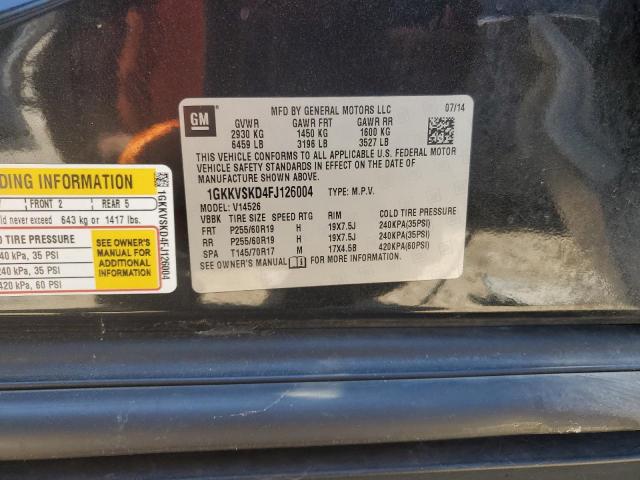 GM
MFD BY GENERAL MOTORS LLC 07/14
GVWR GAWR FRT GAWR RR
2930 KG 1450 KG 1600 KG
6459 LB 3196 LB 3527 LB
THIS VEHICLE CONFORMS TO ALL APPLICABLE U.S. FEDERAL MOTOR
VEHICLE SAFETY STANDARDS IN EFFECT ON THE DATE OF
MANUFACTURE SHOWN ABOVE.
1GKKVSKD4FJ126004 TYPE: M.P.V.
MODEL: V14526
VBBK TIRE SIZE SPEED RTG RIM COLD TIRE PRESSURE
FRT P255/60R19 H 19X7.5J 240KPA(35PSI)
RR P255/60R19 H 19X7.5J 240KPA(35PSI)
SPA T145/70R17 M 17X4.5B 420KPA(60PSI)
SEE OWNER'S MANUAL FOR MORE INFORMATION.
DING INFORMATION
FRONT 2 REAR 5
ld never exceed 643 kg or 1417 lbs.
D TIRE PRESSURE
40 kPa, 35 PSI
240 kPa, 35 PSI
420 kPa, 60 PSI
SEE OWNER'S
MANUAL FOR
ADDITIONAL
INFORMATION
1GKKVSKD4FJ126004